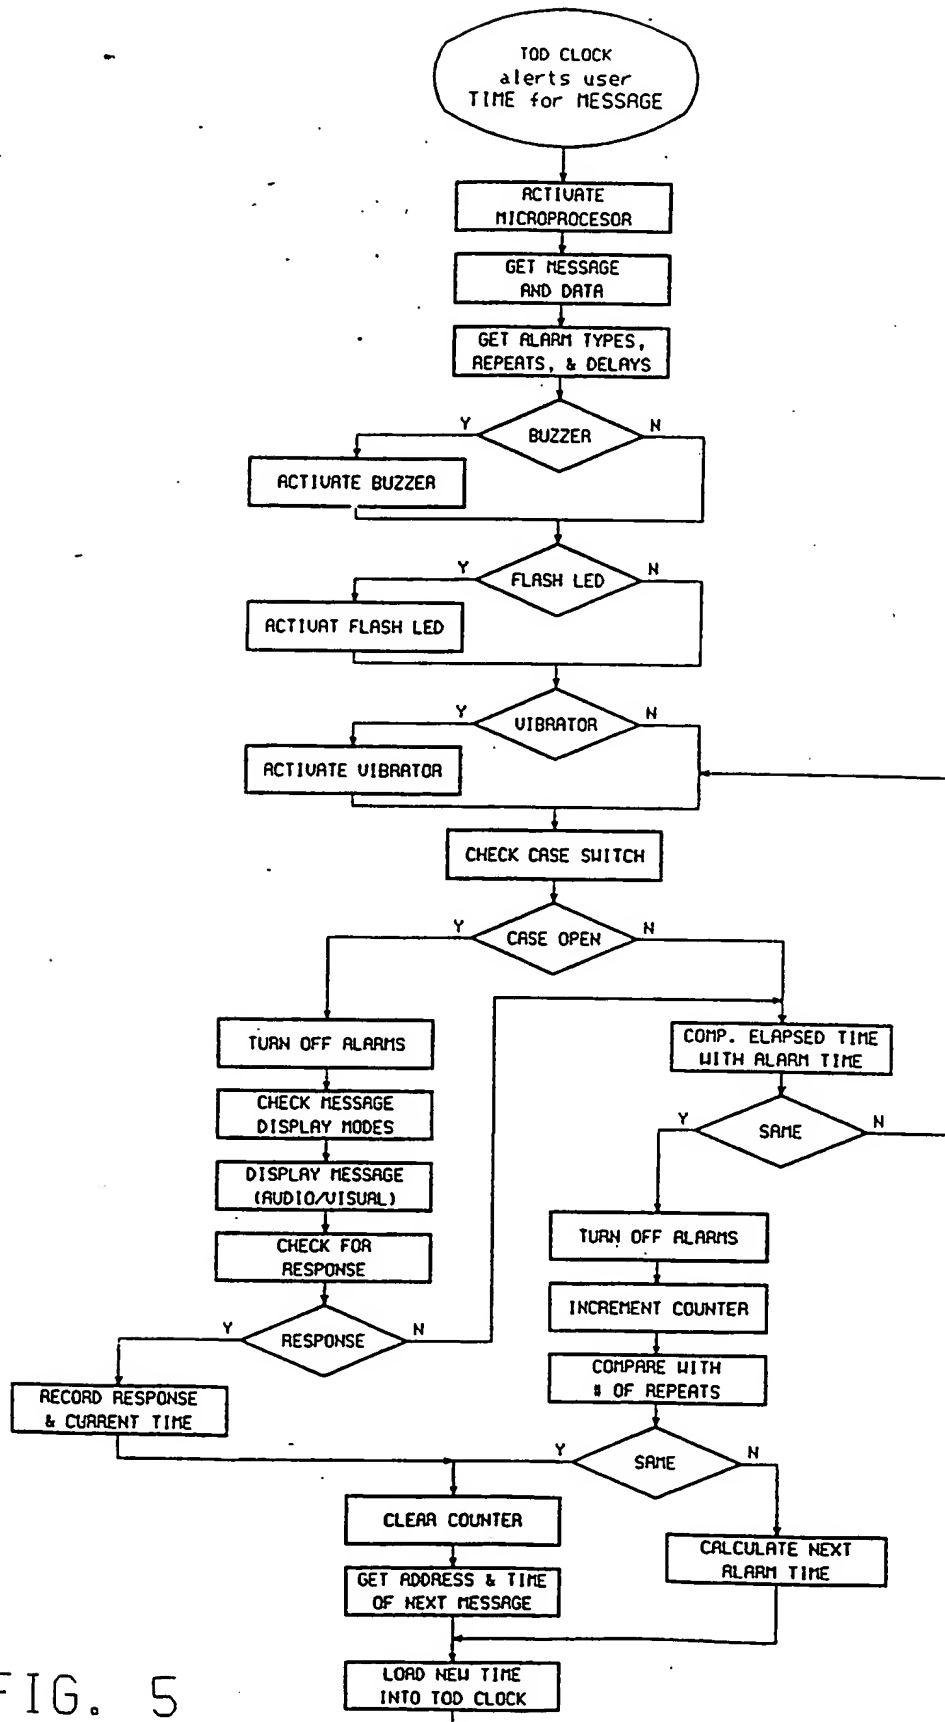 TOD CLOCK
alerts user
TIME for MESSAGE
ACTIVATE
MICROPROCESOR
GET MESSAGE
AND DATA
GET ALARM TYPES,
REPEATS, & DELAYS
Y
BUZZER
N
ACTIVATE BUZZER
Y
FLASH LED
N
ACTIVAT FLASH LED
Y
VIBRATOR
N
ACTIVATE VIBRATOR
CHECK CASE SWITCH
Y
CASE OPEN
N
TURN OFF ALARMS
COMP. ELAPSED TIME
WITH ALARM TIME
CHECK MESSAGE
DISPLAY MODES
Y
SAME
N
DISPLAY MESSAGE
(AUDIO/VISUAL)
TURN OFF ALARMS
CHECK FOR
RESPONSE
INCREMENT COUNTER
Y
RESPONSE
N
COMPARE WITH
# OF REPEATS
RECORD RESPONSE
& CURRENT TIME
Y
SAME
N
CLEAR COUNTER
CALCULATE NEXT
ALARM TIME
GET ADDRESS & TIME
OF NEXT MESSAGE
LOAD NEW TIME
INTO TOD CLOCK
FIG. 5